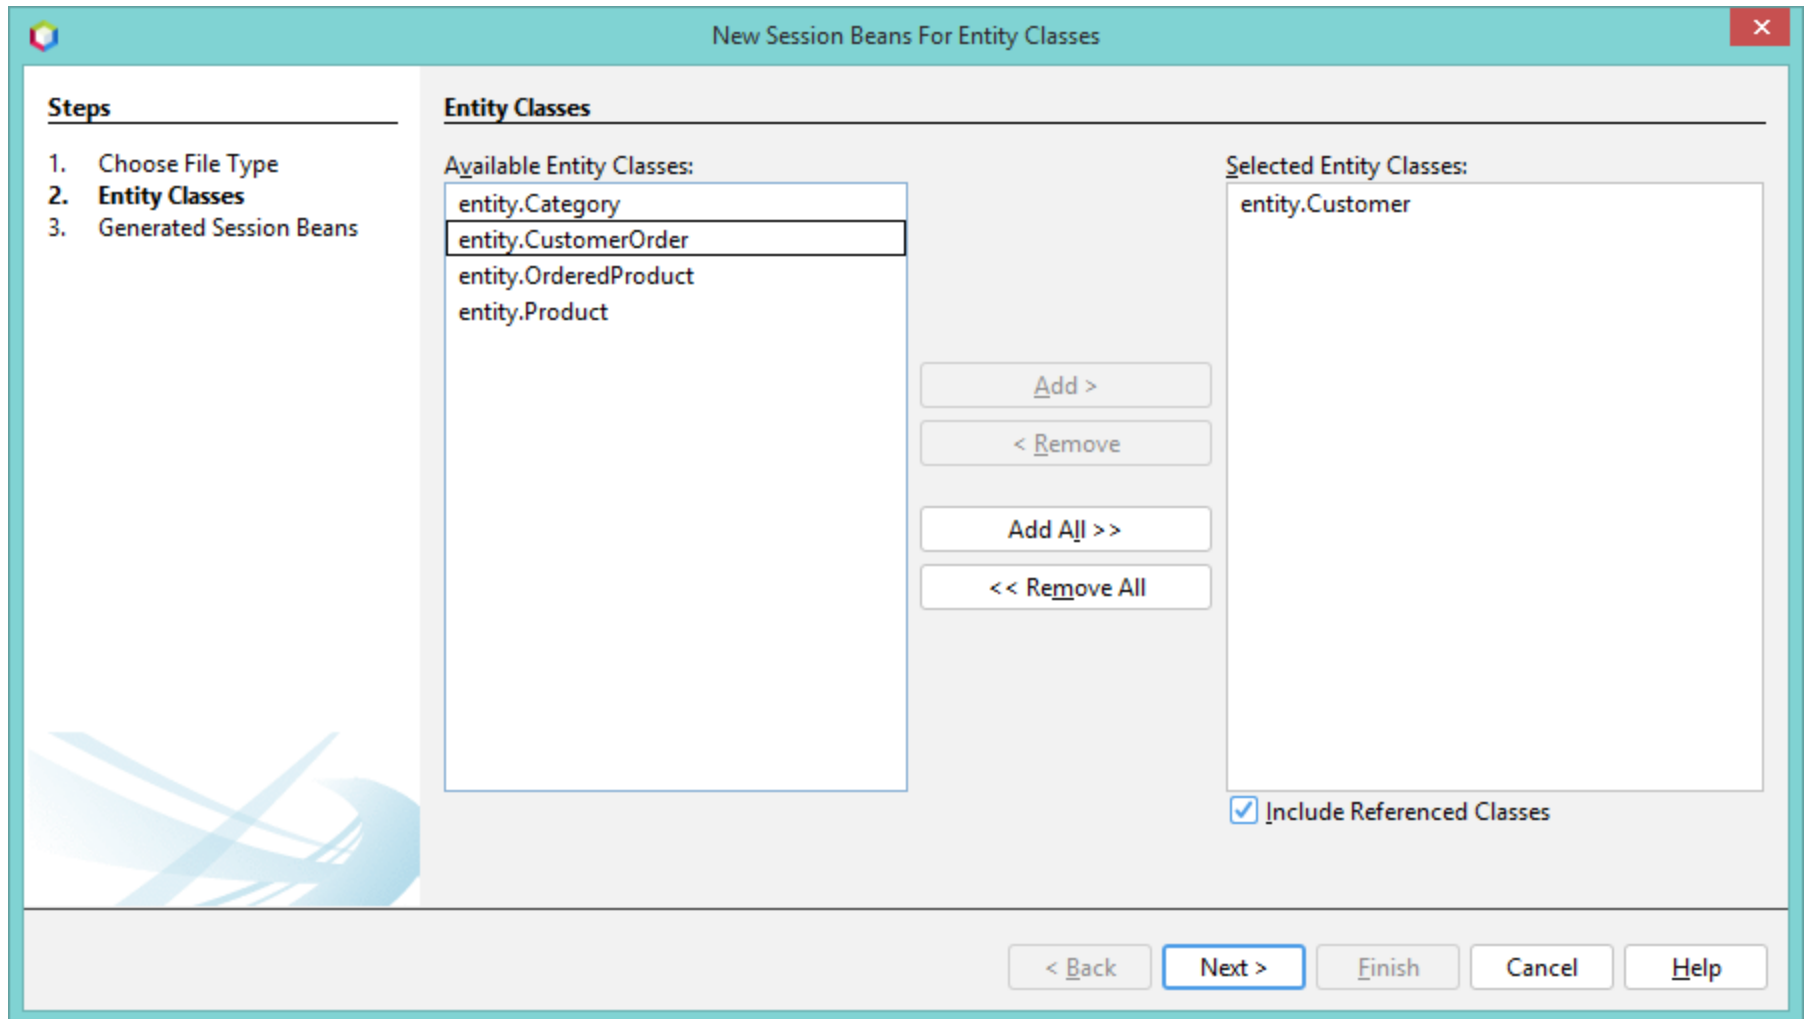 New Session Beans For Entity Classes
Steps
1. Choose File Type
2. Entity Classes
3. Generated Session Beans
Entity Classes
Available Entity Classes:
entity.Category
entity.CustomerOrder
entity.OrderedProduct
entity.Product
Add >
< Remove
Add All >>
<< Remove All
Selected Entity Classes:
entity.Customer
Include Referenced Classes
< Back
Next >
Finish
Cancel
Help